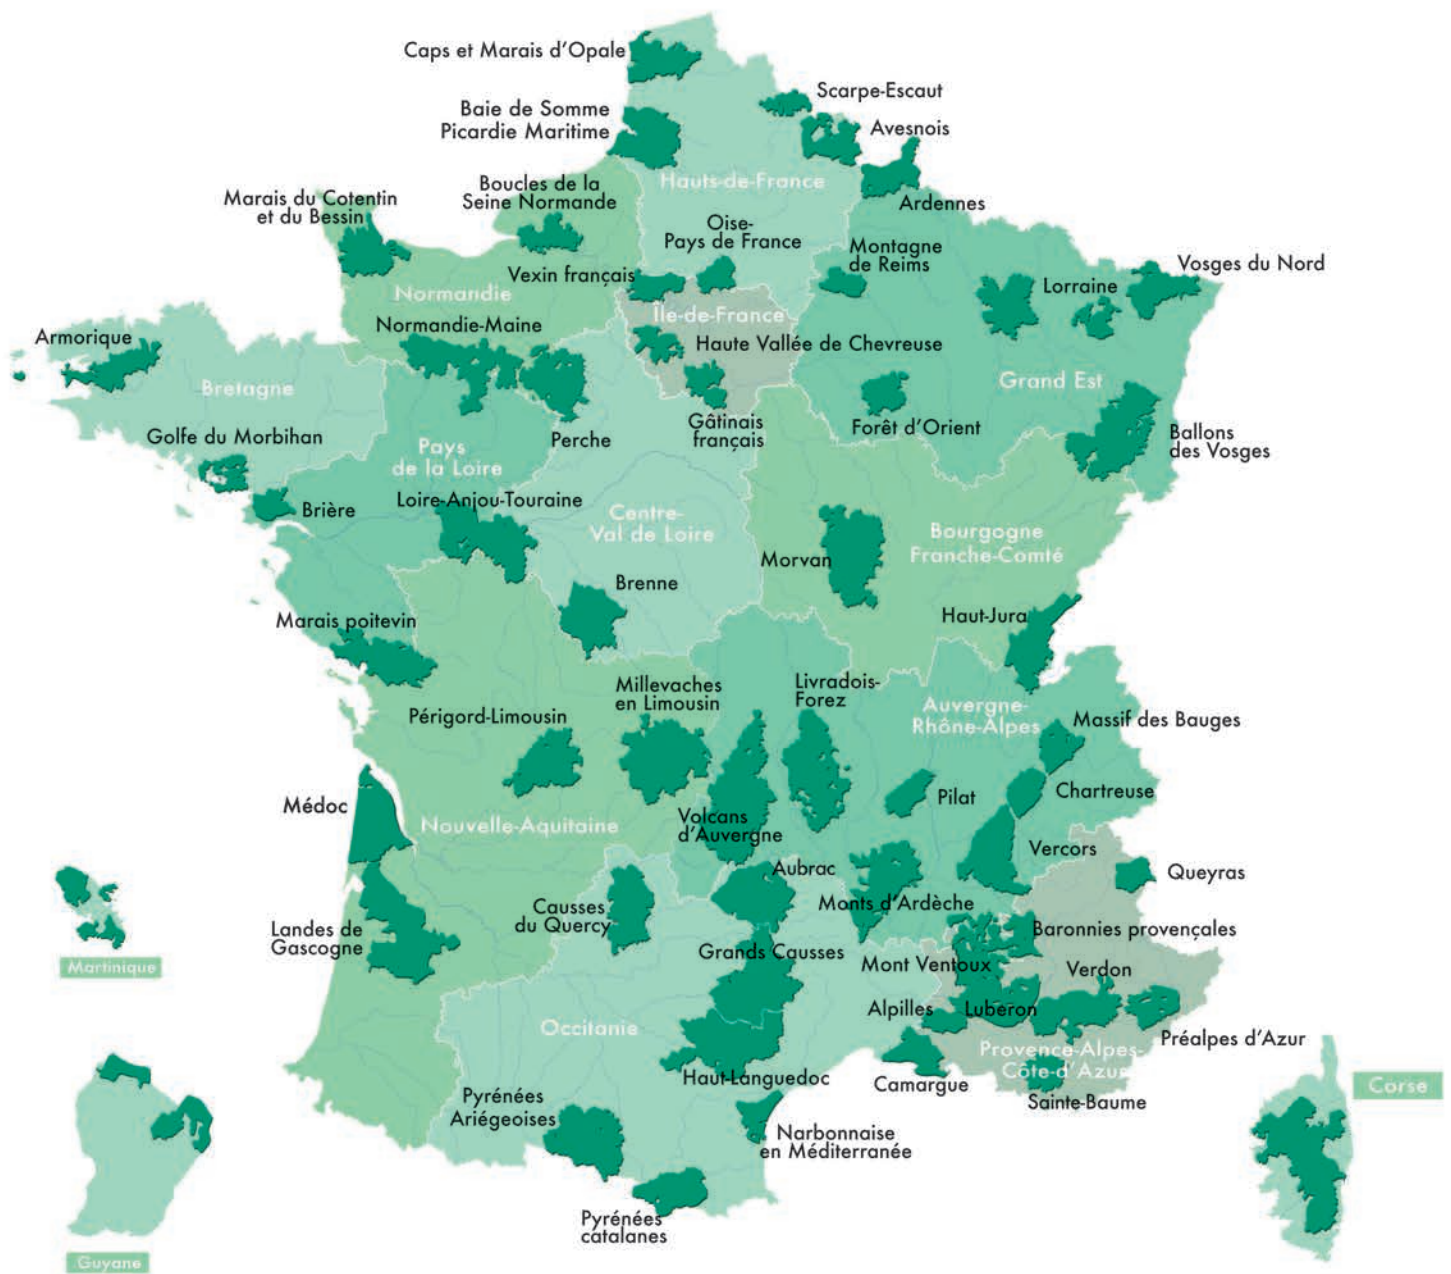 Caps et Marais d'Opale
Scarpe-Escaut
Baie de Somme
Picardie Maritime
Avesnois
Hauts-de-France
Boucles de la
Seine Normande
Marais du Cotentin
et du Bessin
Ardennes
Oise-
Pays de France
Montagne
de Reims
Vexin français
Vosges du Nord
Lorraine
Normandie
Île-de-France
Normandie-Maine
Armorique
Haute Vallée de Chevreuse
Bretagne
Grand Est
Gâtinais
français
Forêt d'Orient
Golfe du Morbihan
Perche
Ballons
des Vosges
Pays
de la Loire
Loire-Anjou-Touraine
Brière
Centre-
Val de Loire
Bourgogne
Franche-Comté
Morvan
Brenne
Marais poitevin
Haut-Jura
Millevaches
en Limousin
Livradois-
Forez
Périgord-Limousin
Auvergne-
Rhône-Alpes
Massif des Bauges
Médoc
Pilat
Chartreuse
Nouvelle-Aquitaine
Volcans
d'Auvergne
Vercors
Aubrac
Queyras
Causses
du Quercy
Monts d'Ardèche
Landes de
Gascogne
Baronnies provençales
Grands Causses
Mont Ventoux
Verdon
Martinique
Alpilles
Luberon
Occitanie
Préalpes d'Azur
Provence-Alpes-
Côte-d'Azur
Haut-Languedoc
Camargue
Sainte-Baume
Corse
Pyrénées
Ariégeoises
Narbonnaise
en Méditerranée
Pyrénées
catalanes
Guyane